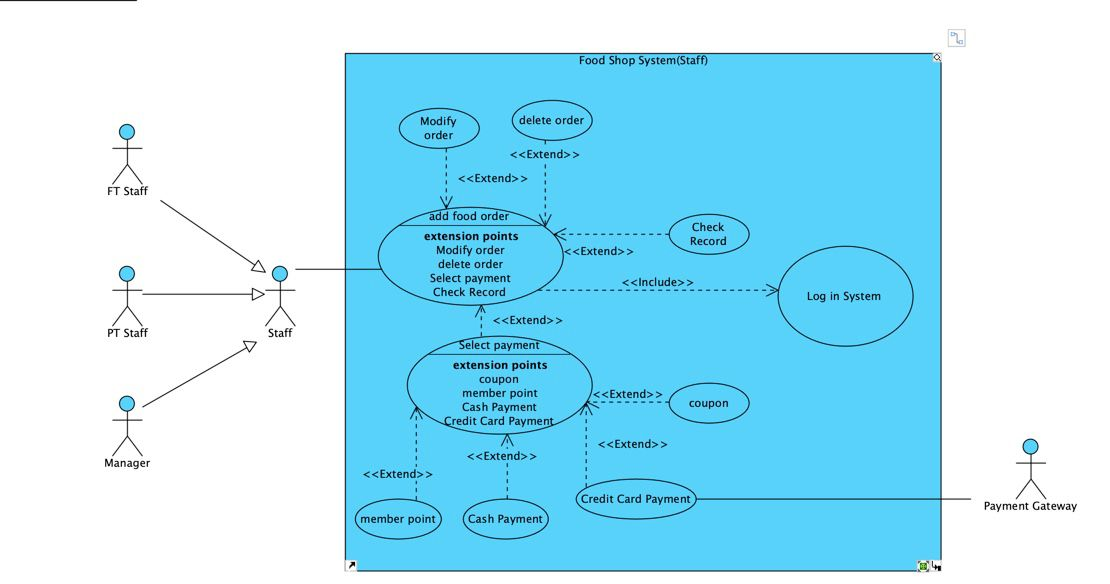 Food Shop System(Staff)
Modify
order
delete order
<<Extend>>
<<Extend>>
FT Staff
add food order
extension points
Modify order
delete order
Select payment
Check Record
Check
Record
<<Extend>>
<<Include>>
Log in System
PT Staff
Staff
<<Extend>>
Select payment
extension points
coupon
member point
Cash Payment
Credit Card Payment
<<Extend>>
coupon
<<Extend>>
<<Extend>>
<<Extend>>
Manager
member point
Cash Payment
Credit Card Payment
Payment Gateway